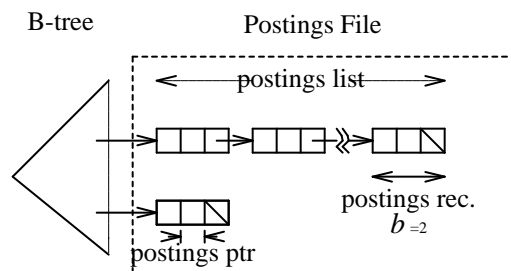 B-tree
Postings File
postings list
postings rec.
b =2
postings ptr